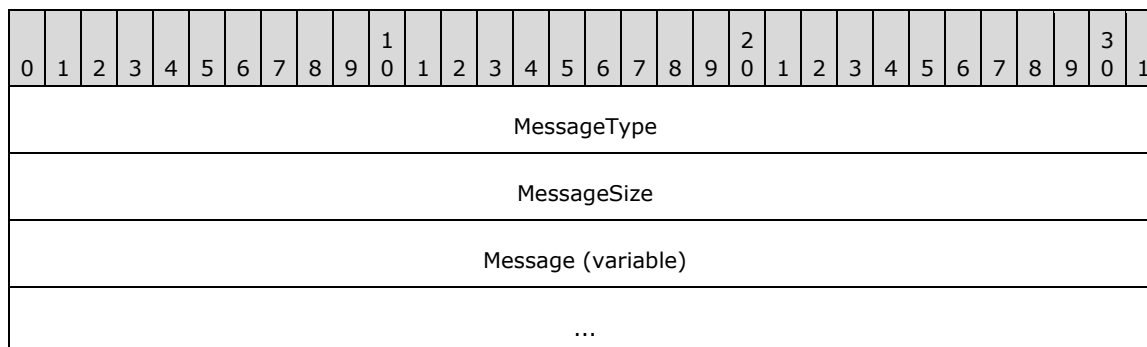 1 2 3
0 1 2 3 4 5 6 7 8 9 0 1 2 3 4 5 6 7 8 9 0 1 2 3 4 5 6 7 8 9 0 1
MessageType
MessageSize
Message (variable)
...